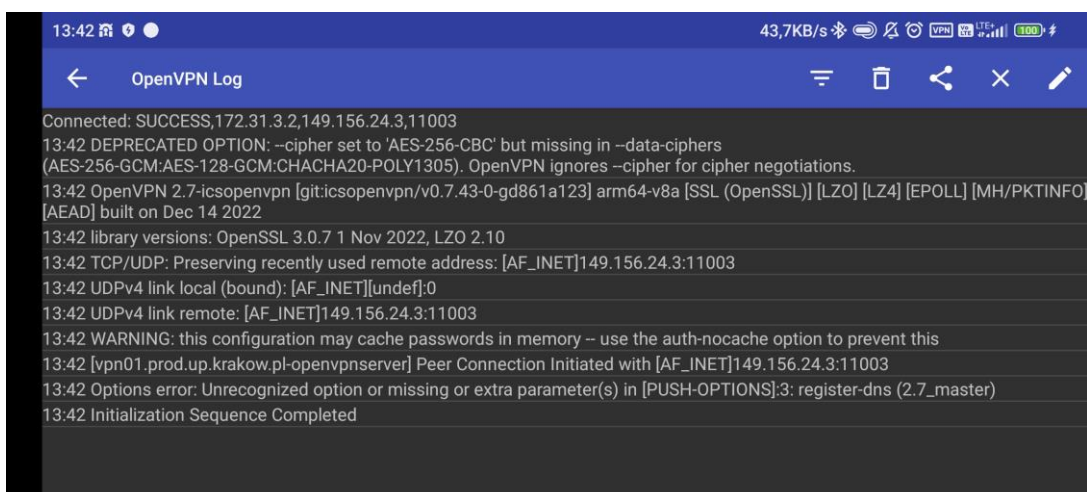 13:42
43,7KB/s VPN LTE+ 100
OpenVPN Log
Connected: SUCCESS,172.31.3.2,149.156.24.3,11003
13:42 DEPRECATED OPTION: --cipher set to 'AES-256-CBC' but missing in --data-ciphers
(AES-256-GCM:AES-128-GCM:CHACHA20-POLY1305). OpenVPN ignores --cipher for cipher negotiations.
13:42 OpenVPN 2.7-icsopenvpn [git:icsopenvpn/v0.7.43-0-gd861a123] arm64-v8a [SSL (OpenSSL)] [LZO] [LZ4] [EPOLL] [MH/PKTINFO]
[AEAD] built on Dec 14 2022
13:42 library versions: OpenSSL 3.0.7 1 Nov 2022, LZO 2.10
13:42 TCP/UDP: Preserving recently used remote address: [AF_INET]149.156.24.3:11003
13:42 UDPv4 link local (bound): [AF_INET][undef]:0
13:42 UDPv4 link remote: [AF_INET]149.156.24.3:11003
13:42 WARNING: this configuration may cache passwords in memory -- use the auth-nocache option to prevent this
13:42 [vpn01.prod.up.krakow.pl-openvpnserver] Peer Connection Initiated with [AF_INET]149.156.24.3:11003
13:42 Options error: Unrecognized option or missing or extra parameter(s) in [PUSH-OPTIONS]:3: register-dns (2.7_master)
13:42 Initialization Sequence Completed